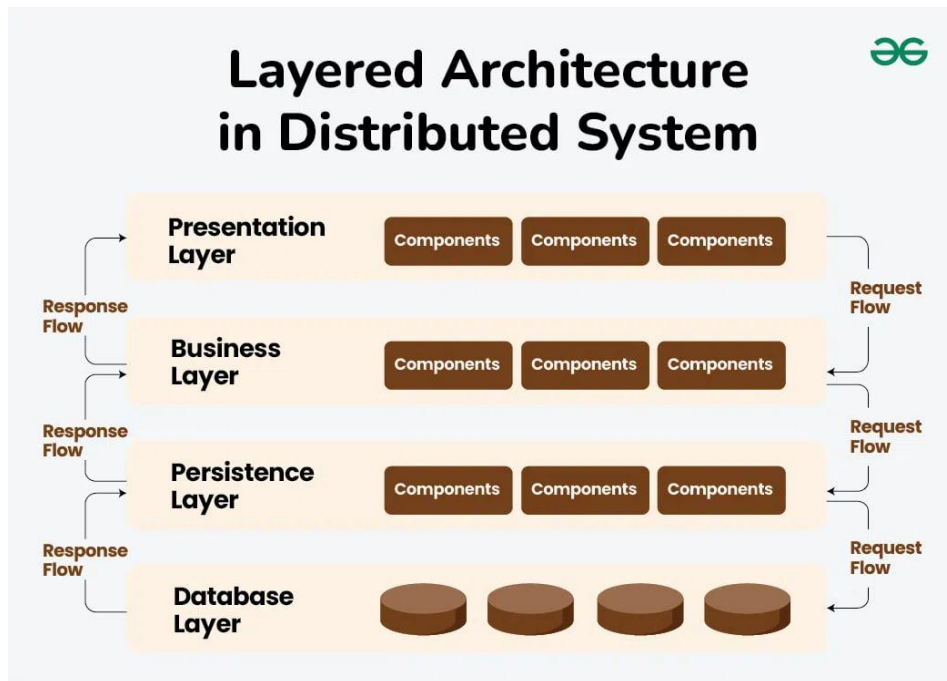 Layered Architecture
in Distributed System
Presentation
Layer
Components
Components
Components
Response
Flow
Request
Flow
Business
Layer
Components
Components
Components
Response
Flow
Request
Flow
Persistence
Layer
Components
Components
Components
Response
Flow
Request
Flow
Database
Layer